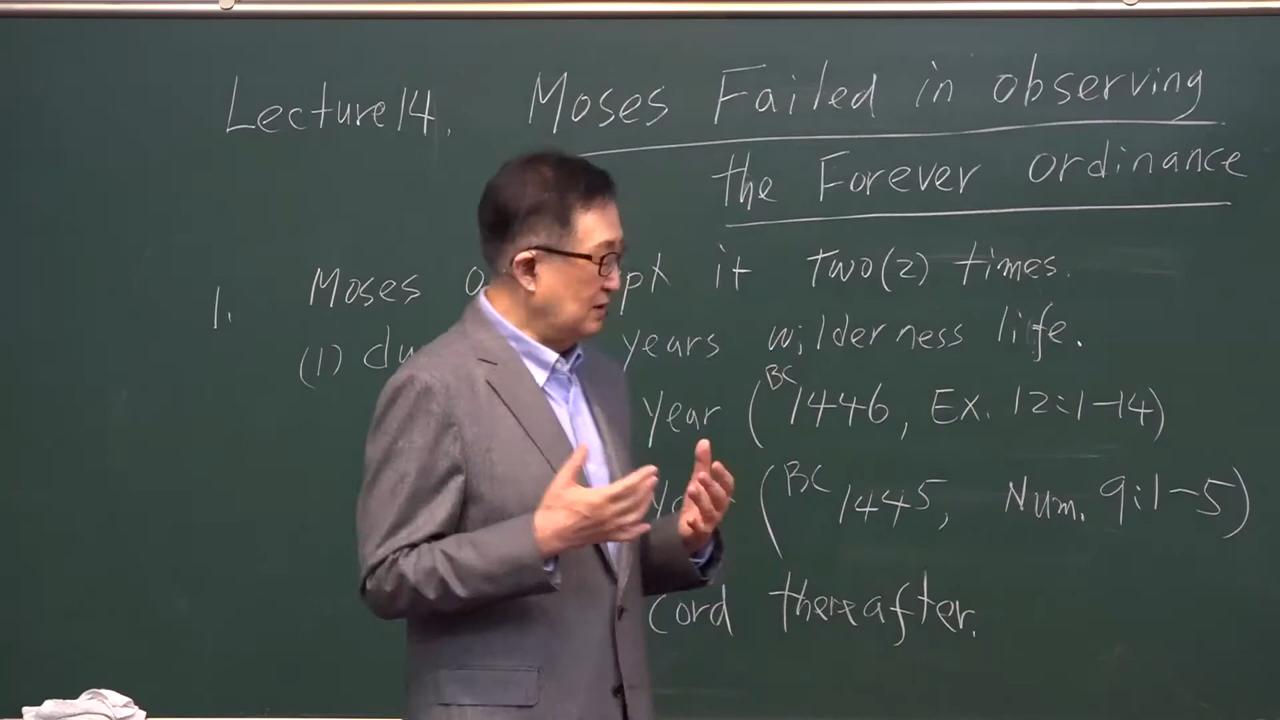 Lecture 14. Moses Failed in observing
the Forever ordinance
1. Moses it two(2) times.
(1) years wilderness life.
year (BC 1446, Ex. 12:1-14)
(BC 1445, Num. 9:1-5)
thereafter.